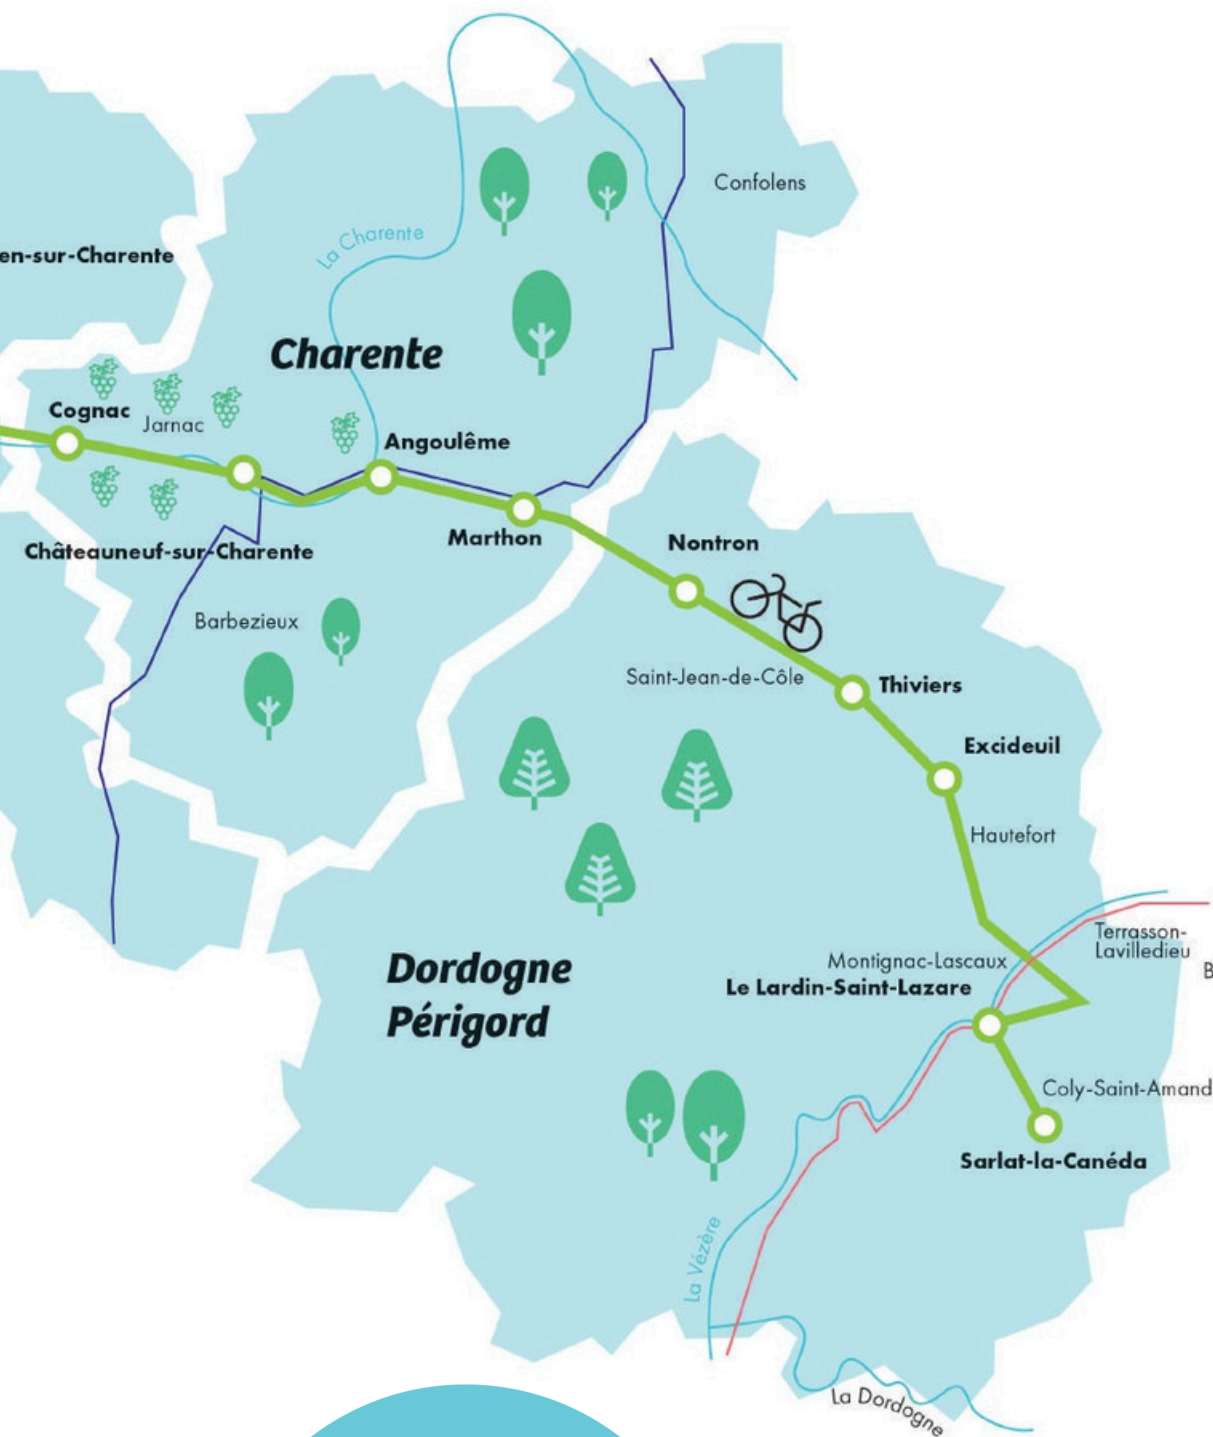 Confolens
La Charente
en-sur-Charente
Charente
Cognac
Jarnac
Angoulême
Marthon
Nontron
Châteauneuf-sur-Charente
Barbezieux
Saint-Jean-de-Côle
Thiviers
Excideuil
Hautefort
Terrasson-
Lavilledieu
Montignac-Lascaux
B
Le Lardin-Saint-Lazare
Dordogne
Périgord
Coly-Saint-Amand
Sarlat-la-Canéda
La Vézère
La Dordogne